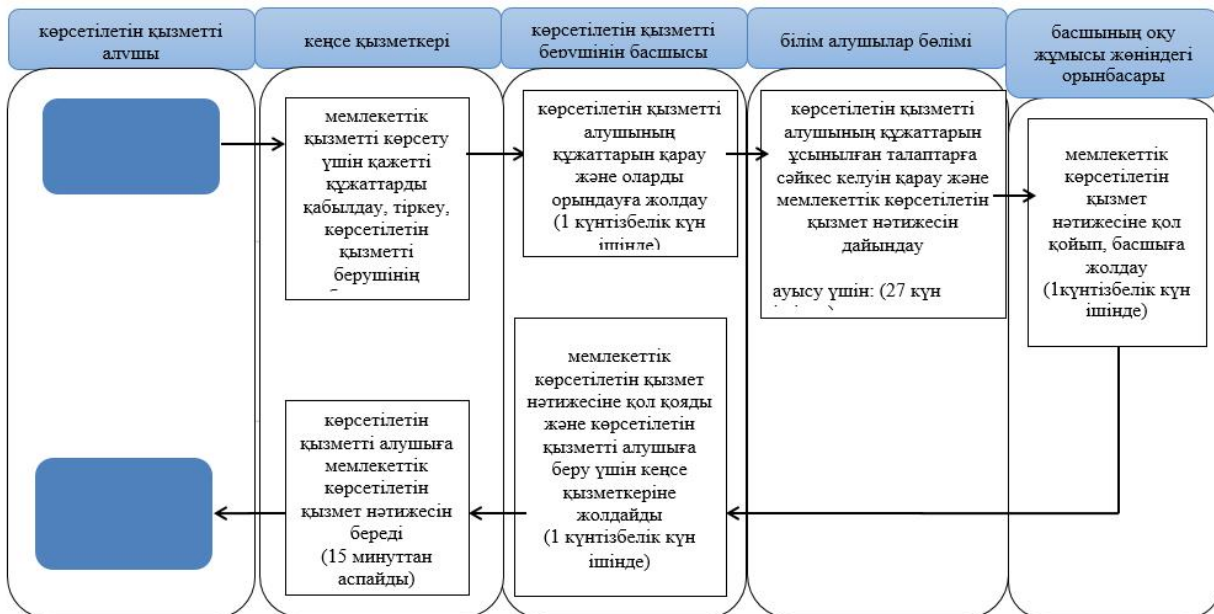 көрсетілетін қызметті
алушы
кеңсе қызметкері
көрсетілетін қызметті
берушінің басшысы
білім алушылар бөлімі
басшының оқу
жұмысы жөніндегі
орынбасары
мемлекеттік
қызметті көрсету
үшін қажетті
құжаттарды
қабылдау, тіркеу,
көрсетілетін
қызметті
берушінің
көрсетілетін қызметті
алушының
құжаттарын қарау
және оларды
орындауға жолдау
(1 күнтізбелік күн
ішінде)
көрсетілетін қызметті
алушының құжаттарын
ұсынылған талаптарға
сәйкес келуін қарау және
мемлекеттік көрсетілетін
қызмет нәтижесін
дайындау
ауысу үшін: (27 күн
мемлекеттік
көрсетілетін
қызмет
нәтижесіне қол
қойып, басшыға
жолдау
(1күнтізбелік күн
ішінде)
мемлекеттік
көрсетілетін қызмет
нәтижесіне қол қояды
және көрсетілетін
қызметті алушыға
беру үшін кеңсе
қызметкеріне
жолдайды
(1 күнтізбелік күн
ішінде)
көрсетілетін
қызметті алушыға
мемлекеттік
көрсетілетін
қызмет нәтижесін
береді
(15 минуттан
аспайды)